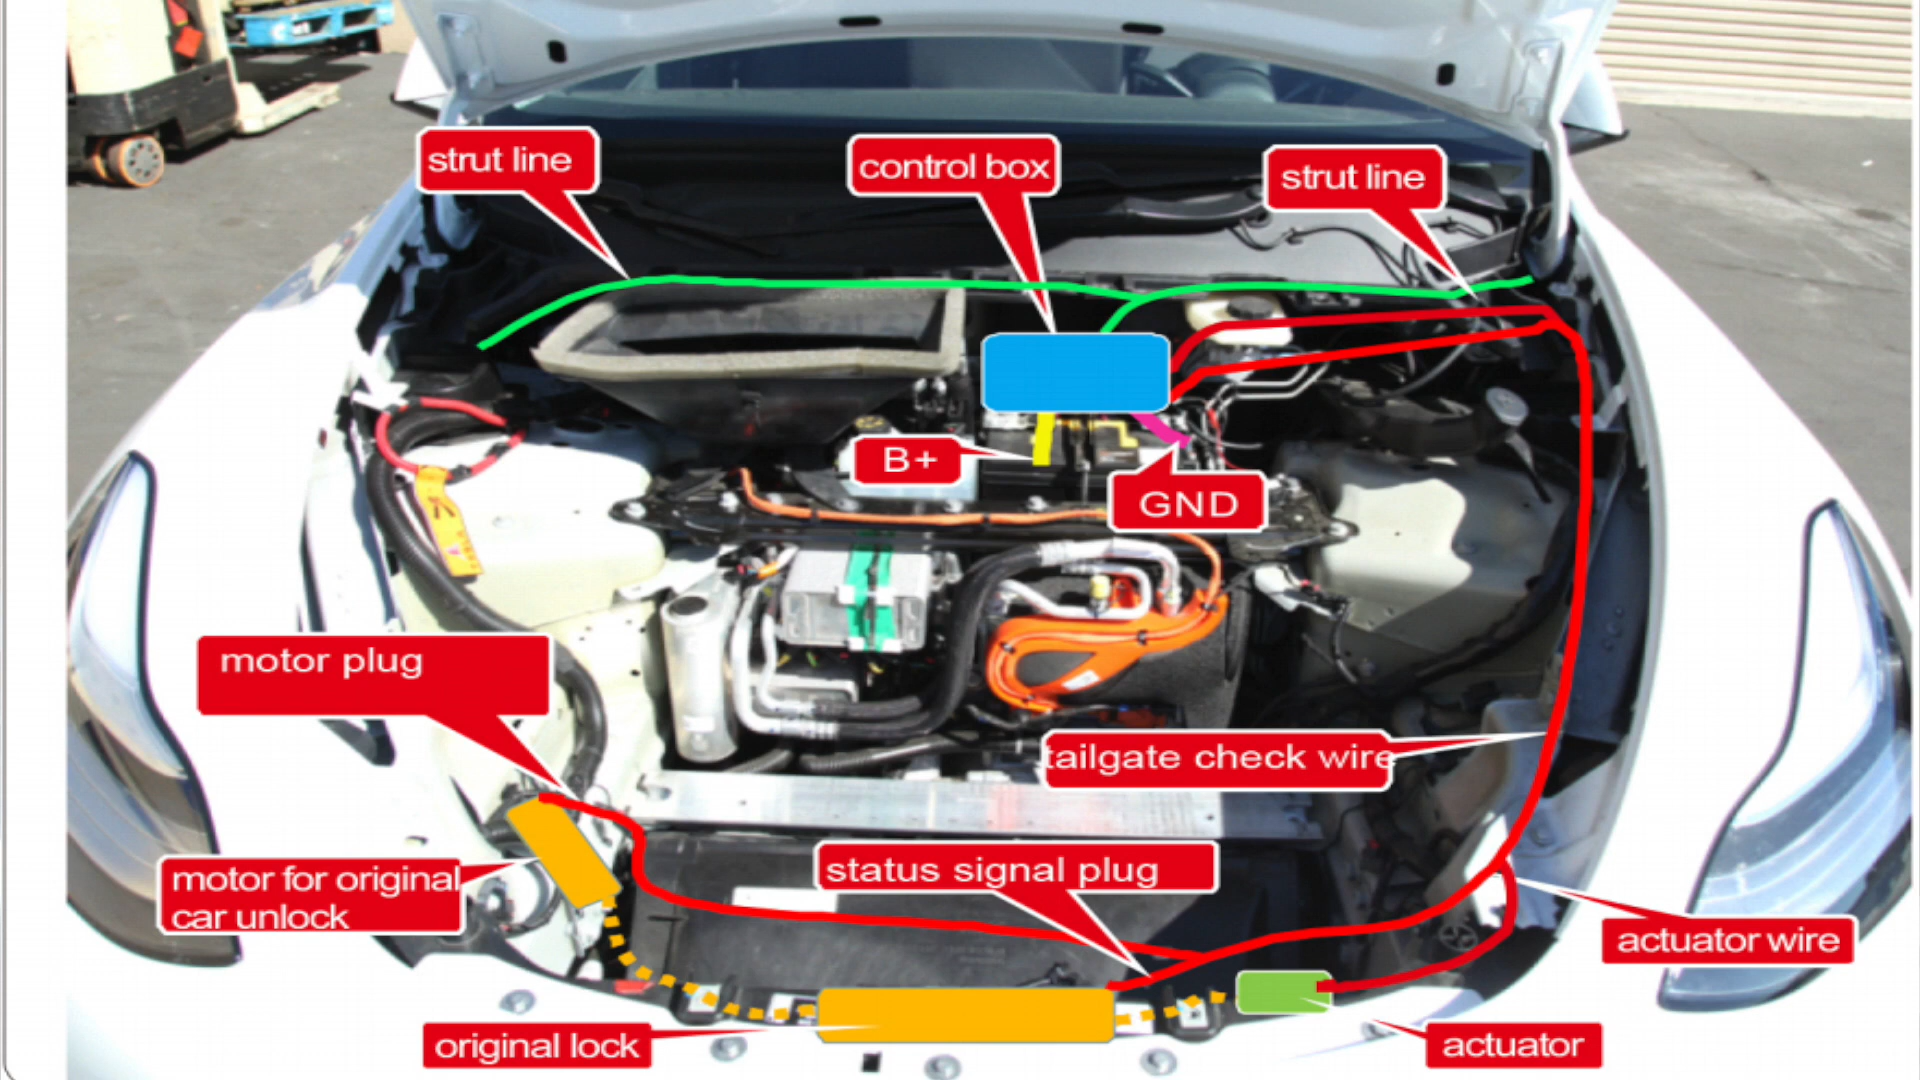 strut line
control box
strut line
B+
GND
motor plug
tailgate check wire
status signal plug
motor for original
car unlock
actuator wire
original lock
actuator